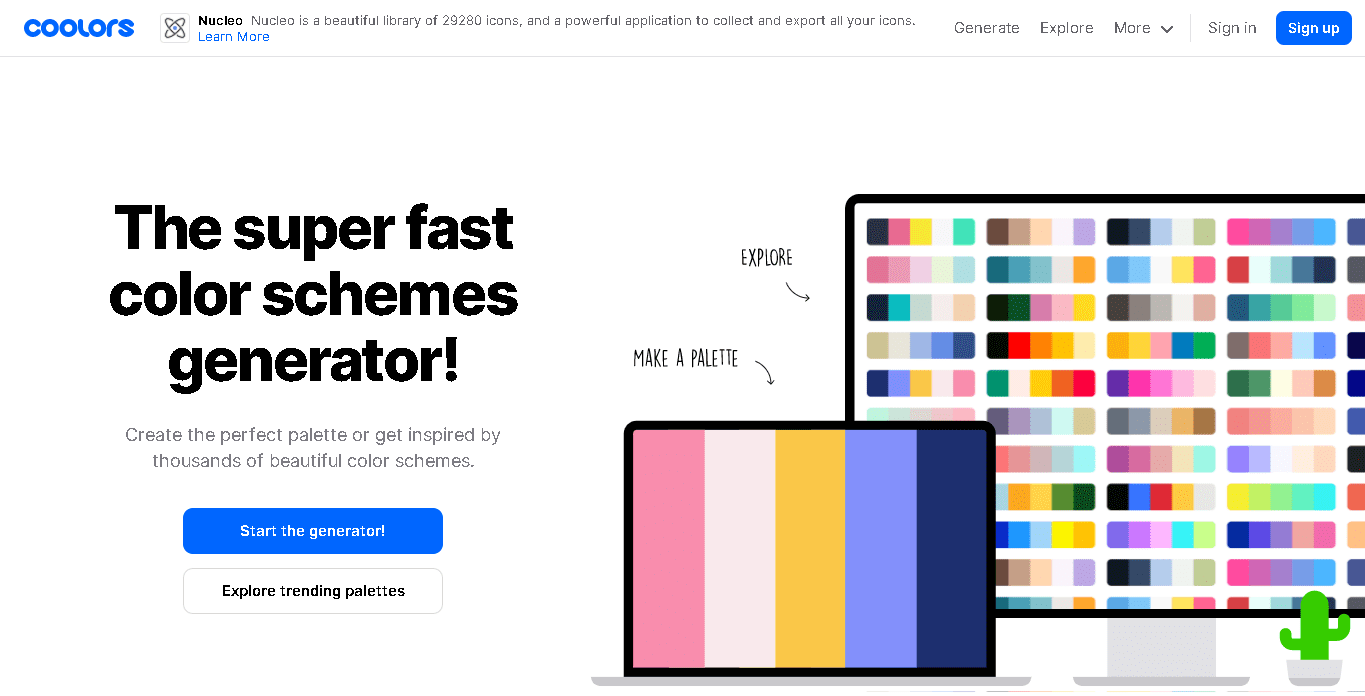 coolors
Nucleo Nucleo is a beautiful library of 29280 icons, and a powerful application to collect and export all your icons.
Learn More
Generate Explore More Sign in Sign up
The super fast
color schemes
generator!
Create the perfect palette or get inspired by
thousands of beautiful color schemes.
Start the generator!
Explore trending palettes
EXPLORE
MAKE A PALETTE